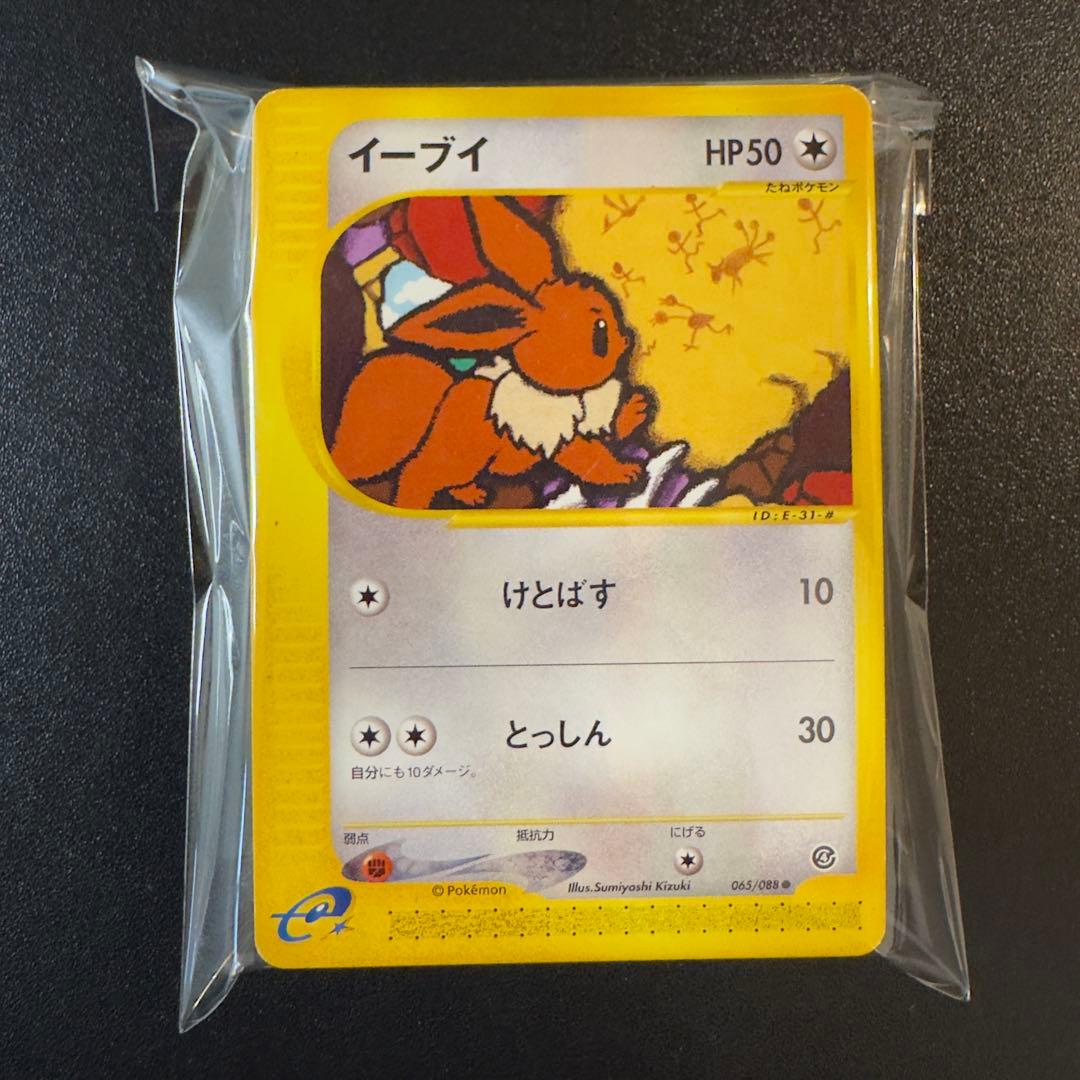 イーブイ HP50
たねポケモン
ID:E-31-#
けとばす 10
とっしん 30
自分にも10ダメージ。
弱点 抵抗力 にげる
©Pokémon Illus.Sumiyoshi Kizuki 065/088●
e